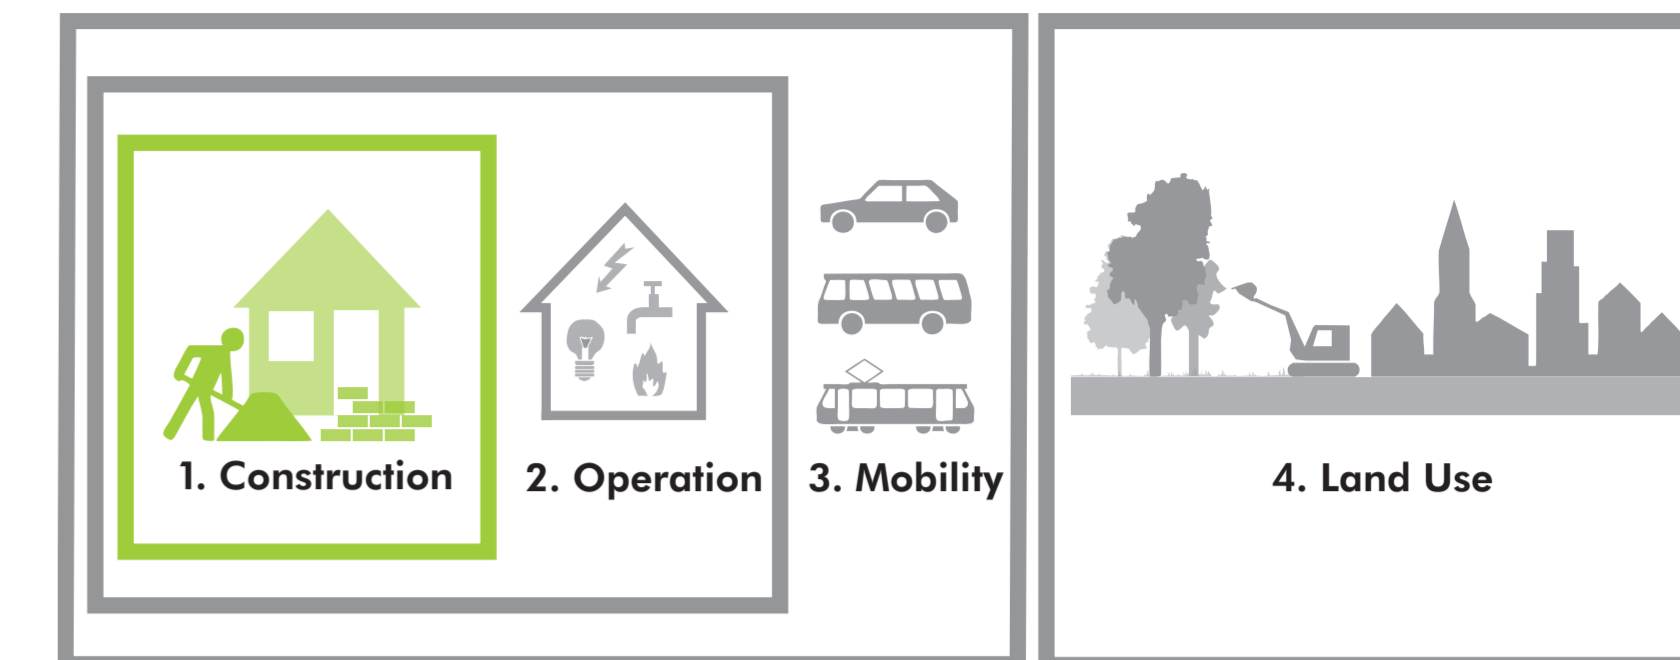 1. Construction
2. Operation
3. Mobility
4. Land Use